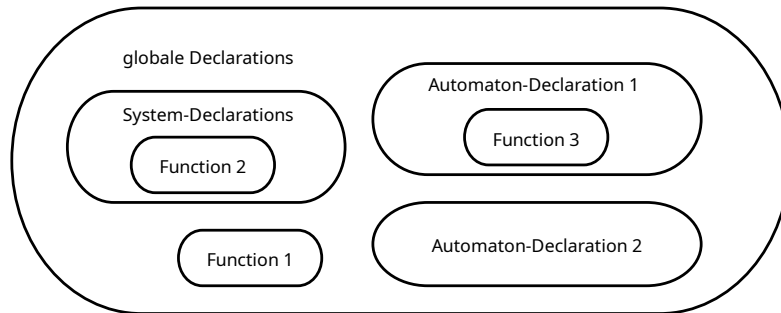 globale Declarations
System-Declarations
Function 2
Function 1
Automaton-Declaration 1
Function 3
Automaton-Declaration 2